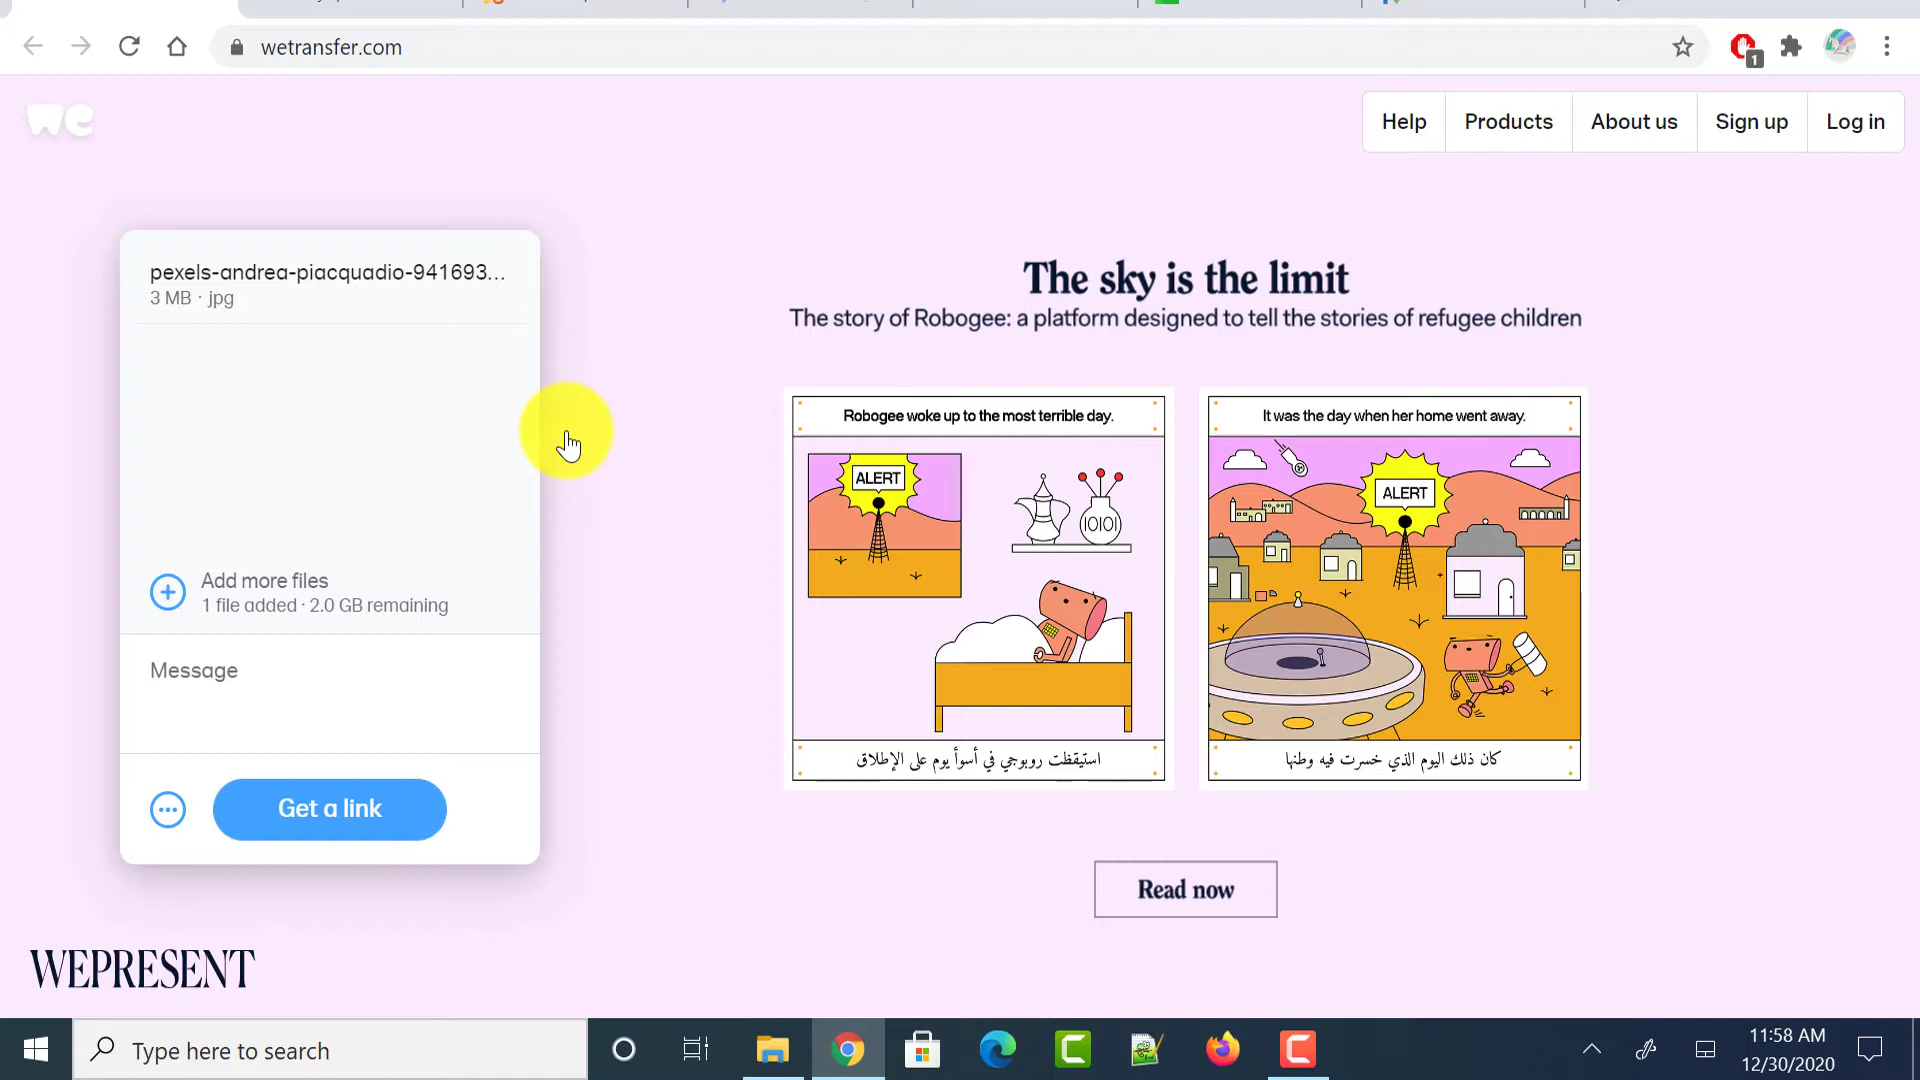 wetransfer.com
1
we
Help
Products
About us
Sign up
Log in
pexels-andrea-piacquadio-941693...
3 MB · jpg
Add more files
1 file added · 2.0 GB remaining
Message
Get a link
The sky is the limit
The story of Robogee: a platform designed to tell the stories of refugee children
Robogee woke up to the most terrible day.
ALERT
IOIOI
استيقظت روبوجي في أسوأ يوم على الإطلاق
It was the day when her home went away.
ALERT
كان ذلك اليوم الذي خسرت فيه وطنها
Read now
WEPRESENT
Type here to search
11:58 AM
12/30/2020